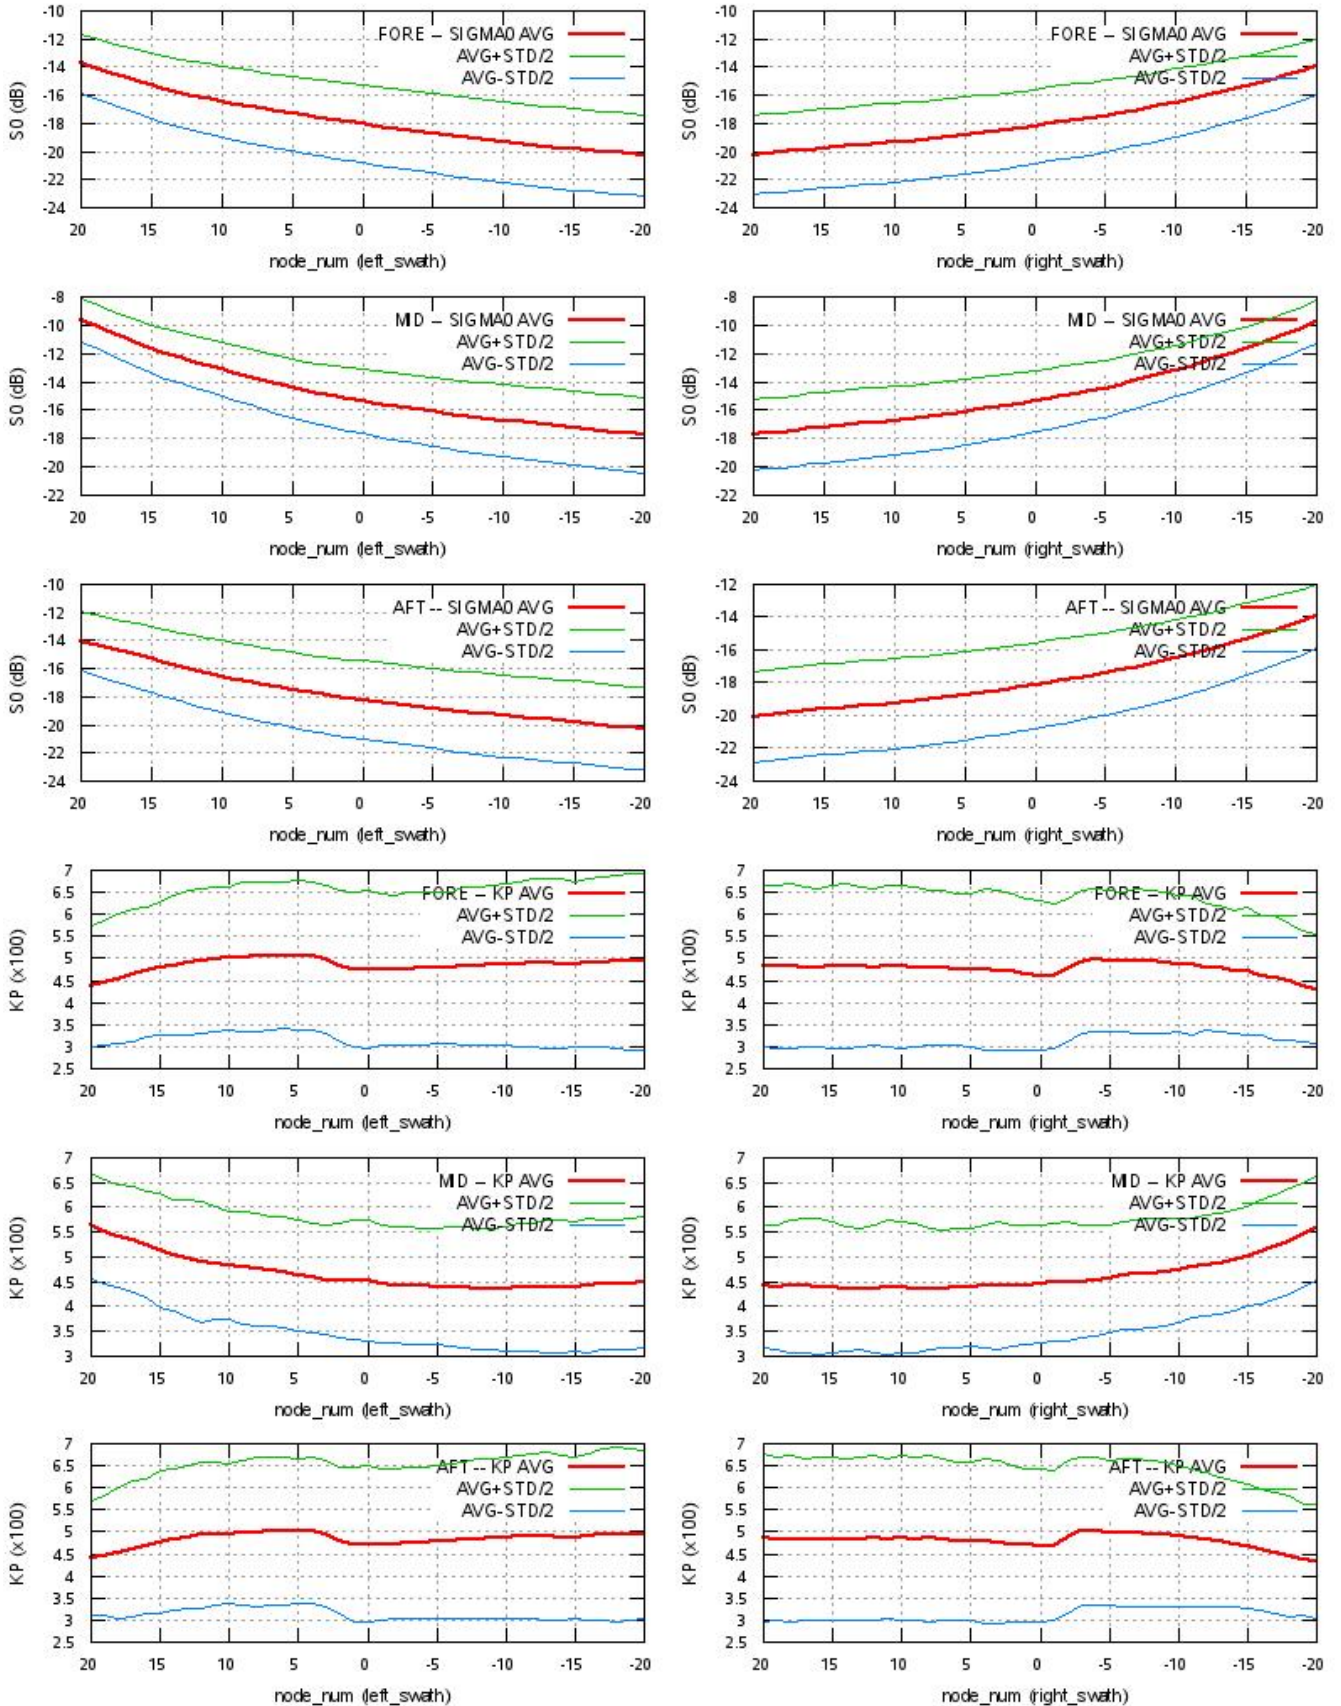 -10
-12
-14
-16
-18
-20
-22
-24
S0 (dB)
FORE -- SIGMA0 AVG
AVG+STD/2
AVG-STD/2
20 15 10 5 0 -5 -10 -15 -20
node_num (left_swath)
-10
-12
-14
-16
-18
-20
-22
-24
S0 (dB)
FORE -- SIGMA0 AVG
AVG+STD/2
AVG-STD/2
20 15 10 5 0 -5 -10 -15 -20
node_num (right_swath)
-8
-10
-12
-14
-16
-18
-20
-22
S0 (dB)
MID -- SIGMA0 AVG
AVG+STD/2
AVG-STD/2
20 15 10 5 0 -5 -10 -15 -20
node_num (left_swath)
-8
-10
-12
-14
-16
-18
-20
-22
S0 (dB)
MID -- SIGMA0 AVG
AVG+STD/2
AVG-STD/2
20 15 10 5 0 -5 -10 -15 -20
node_num (right_swath)
-10
-12
-14
-16
-18
-20
-22
-24
S0 (dB)
AFT -- SIGMA0 AVG
AVG+STD/2
AVG-STD/2
20 15 10 5 0 -5 -10 -15 -20
node_num (left_swath)
-12
-14
-16
-18
-20
-22
-24
S0 (dB)
AFT -- SIGMA0 AVG
AVG+STD/2
AVG-STD/2
20 15 10 5 0 -5 -10 -15 -20
node_num (right_swath)
7
6.5
6
5.5
5
4.5
4
3.5
3
2.5
KP (x100)
FORE -- KP AVG
AVG+STD/2
AVG-STD/2
20 15 10 5 0 -5 -10 -15 -20
node_num (left_swath)
7
6.5
6
5.5
5
4.5
4
3.5
3
2.5
KP (x100)
FORE -- KP AVG
AVG+STD/2
AVG-STD/2
20 15 10 5 0 -5 -10 -15 -20
node_num (right_swath)
7
6.5
6
5.5
5
4.5
4
3.5
3
KP (x100)
MID -- KP AVG
AVG+STD/2
AVG-STD/2
20 15 10 5 0 -5 -10 -15 -20
node_num (left_swath)
7
6.5
6
5.5
5
4.5
4
3.5
3
KP (x100)
MID -- KP AVG
AVG+STD/2
AVG-STD/2
20 15 10 5 0 -5 -10 -15 -20
node_num (right_swath)
7
6.5
6
5.5
5
4.5
4
3.5
3
2.5
KP (x100)
AFT -- KP AVG
AVG+STD/2
AVG-STD/2
20 15 10 5 0 -5 -10 -15 -20
node_num (left_swath)
7
6.5
6
5.5
5
4.5
4
3.5
3
2.5
KP (x100)
AFT -- KP AVG
AVG+STD/2
AVG-STD/2
20 15 10 5 0 -5 -10 -15 -20
node_num (right_swath)